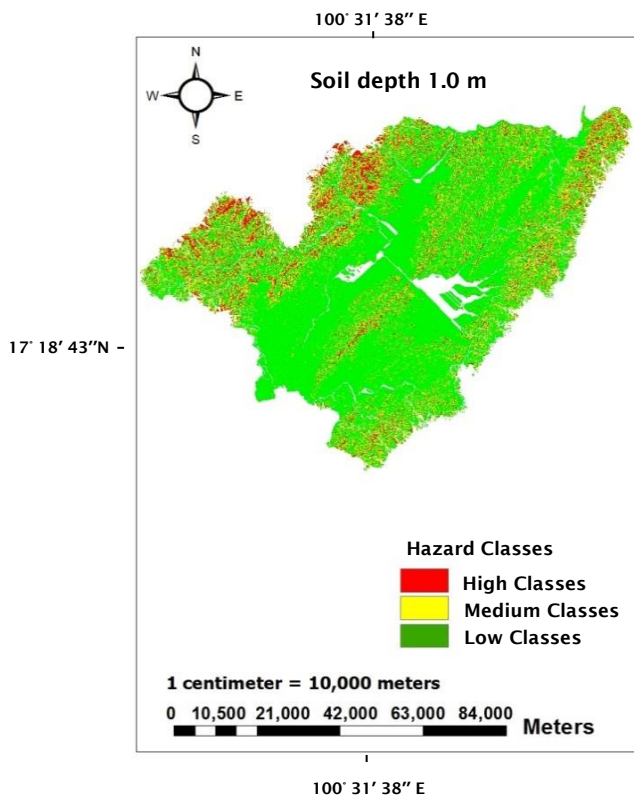 100° 31′ 38″ E
N
W E
S
Soil depth 1.0 m
17° 18′ 43″N
Hazard Classes
High Classes
Medium Classes
Low Classes
1 centimeter = 10,000 meters
0 10,500 21,000 42,000 63,000 84,000
Meters
100° 31′ 38″ E